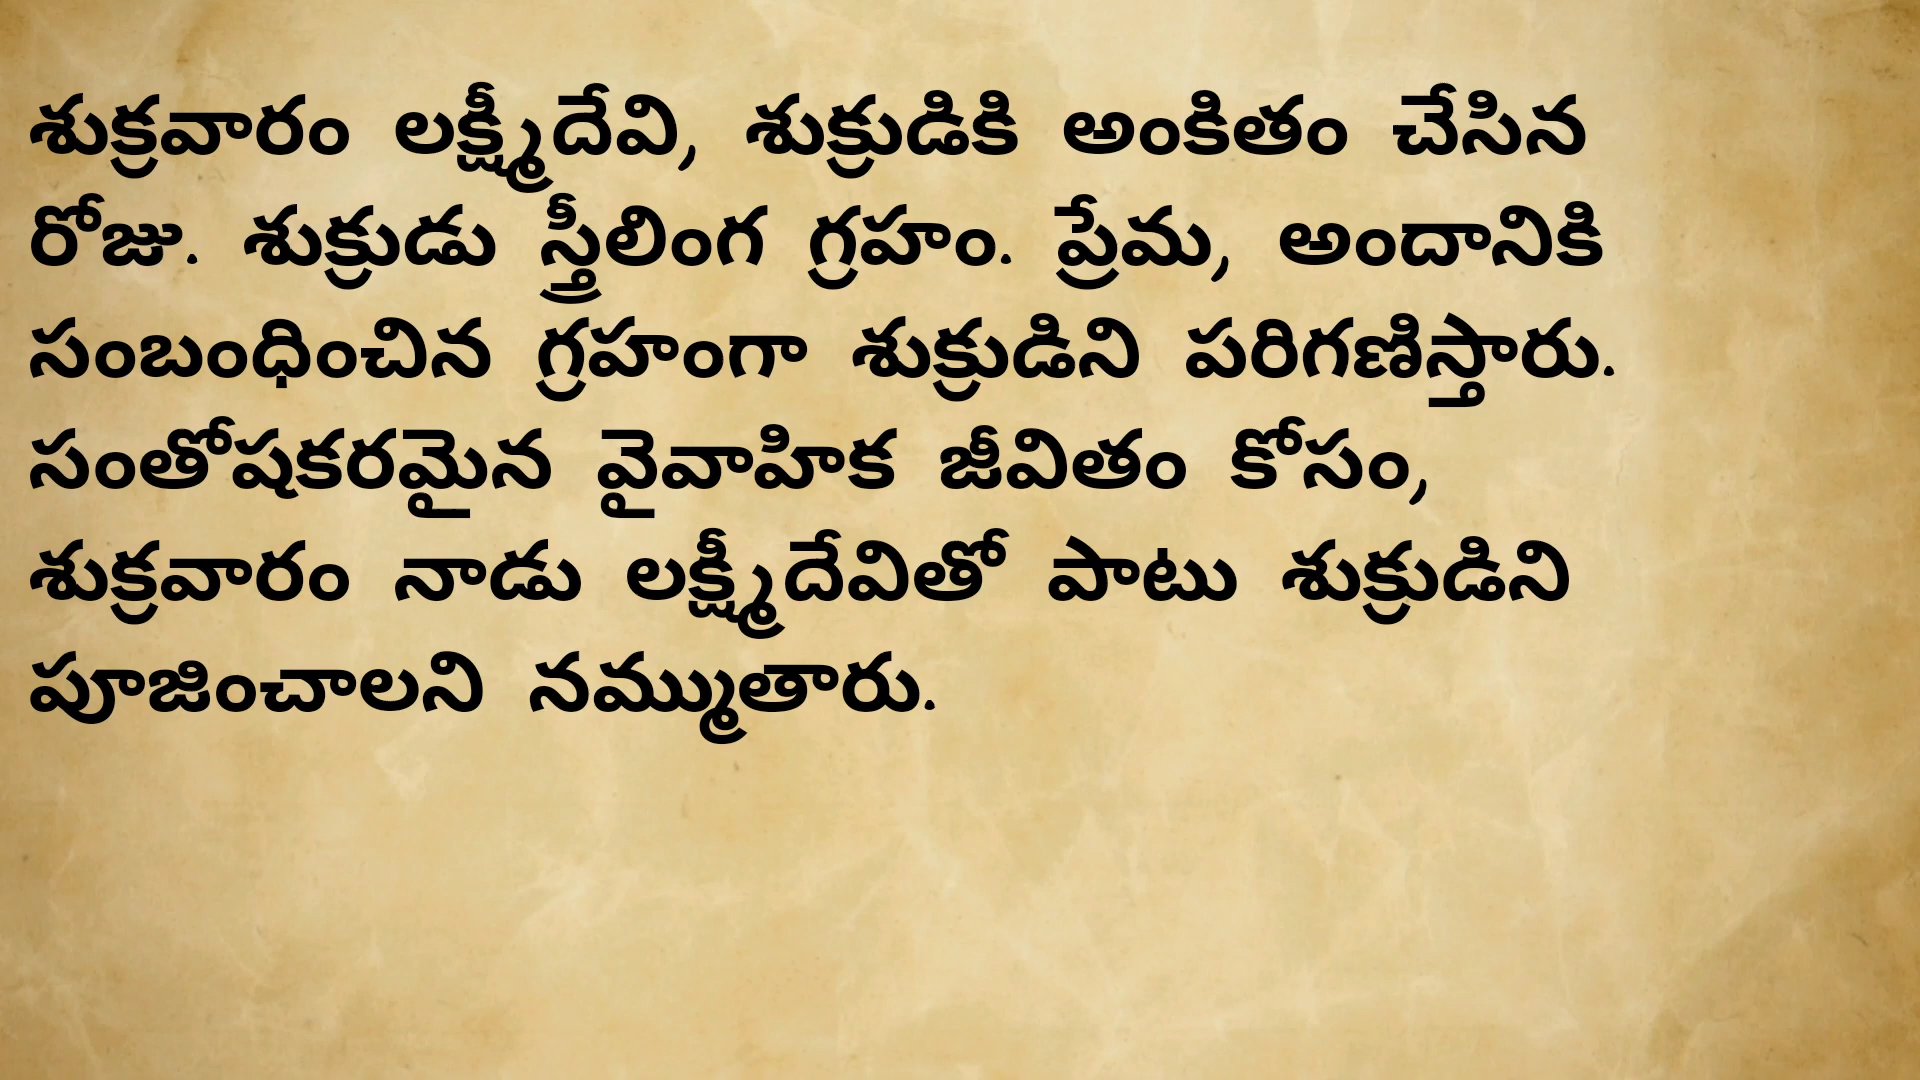 శుక్రవారం లక్ష్మీదేవి, శుక్రుడికి అంకితం చేసిన
రోజు. శుక్రుడు స్త్రీలింగ గ్రహం. ప్రేమ, అందానికి
సంబంధించిన గ్రహంగా శుక్రుడిని పరిగణిస్తారు.
సంతోషకరమైన వైవాహిక జీవితం కోసం,
శుక్రవారం నాడు లక్ష్మీదేవితో పాటు శుక్రుడిని
పూజించాలని నమ్ముతారు.